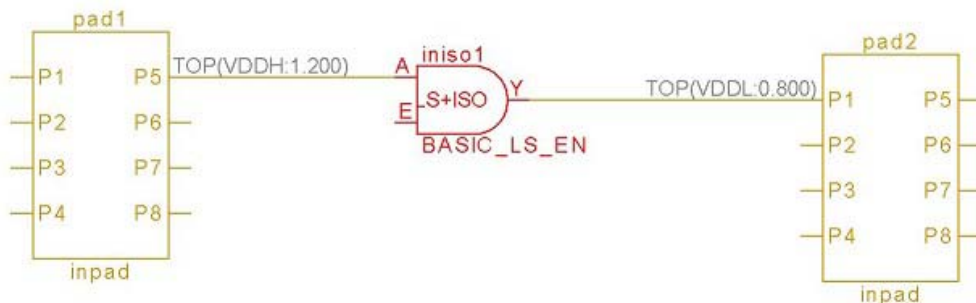 pad1
P1 P5
P2 P6
P3 P7
P4 P8
inpad
TOP(VDDH:1.200)
iniso1
A
_S+ISO
E
Y
BASIC_LS_EN
TOP(VDDL:0.800)
pad2
P1 P5
P2 P6
P3 P7
P4 P8
inpad